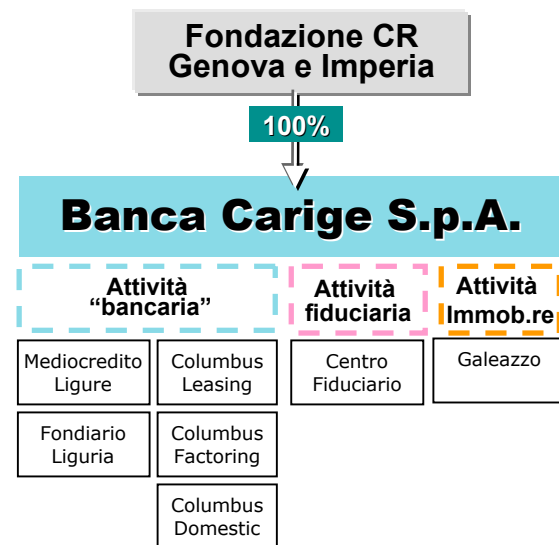 Fondazione CR
Genova e Imperia
100%
Banca Carige S.p.A.
Attività
“bancaria”
Attività
fiduciaria
Attività
Immob.re
Mediocredito
Ligure
Columbus
Leasing
Centro
Fiduciario
Galeazzo
Fondiario
Liguria
Columbus
Factoring
Columbus
Domestic